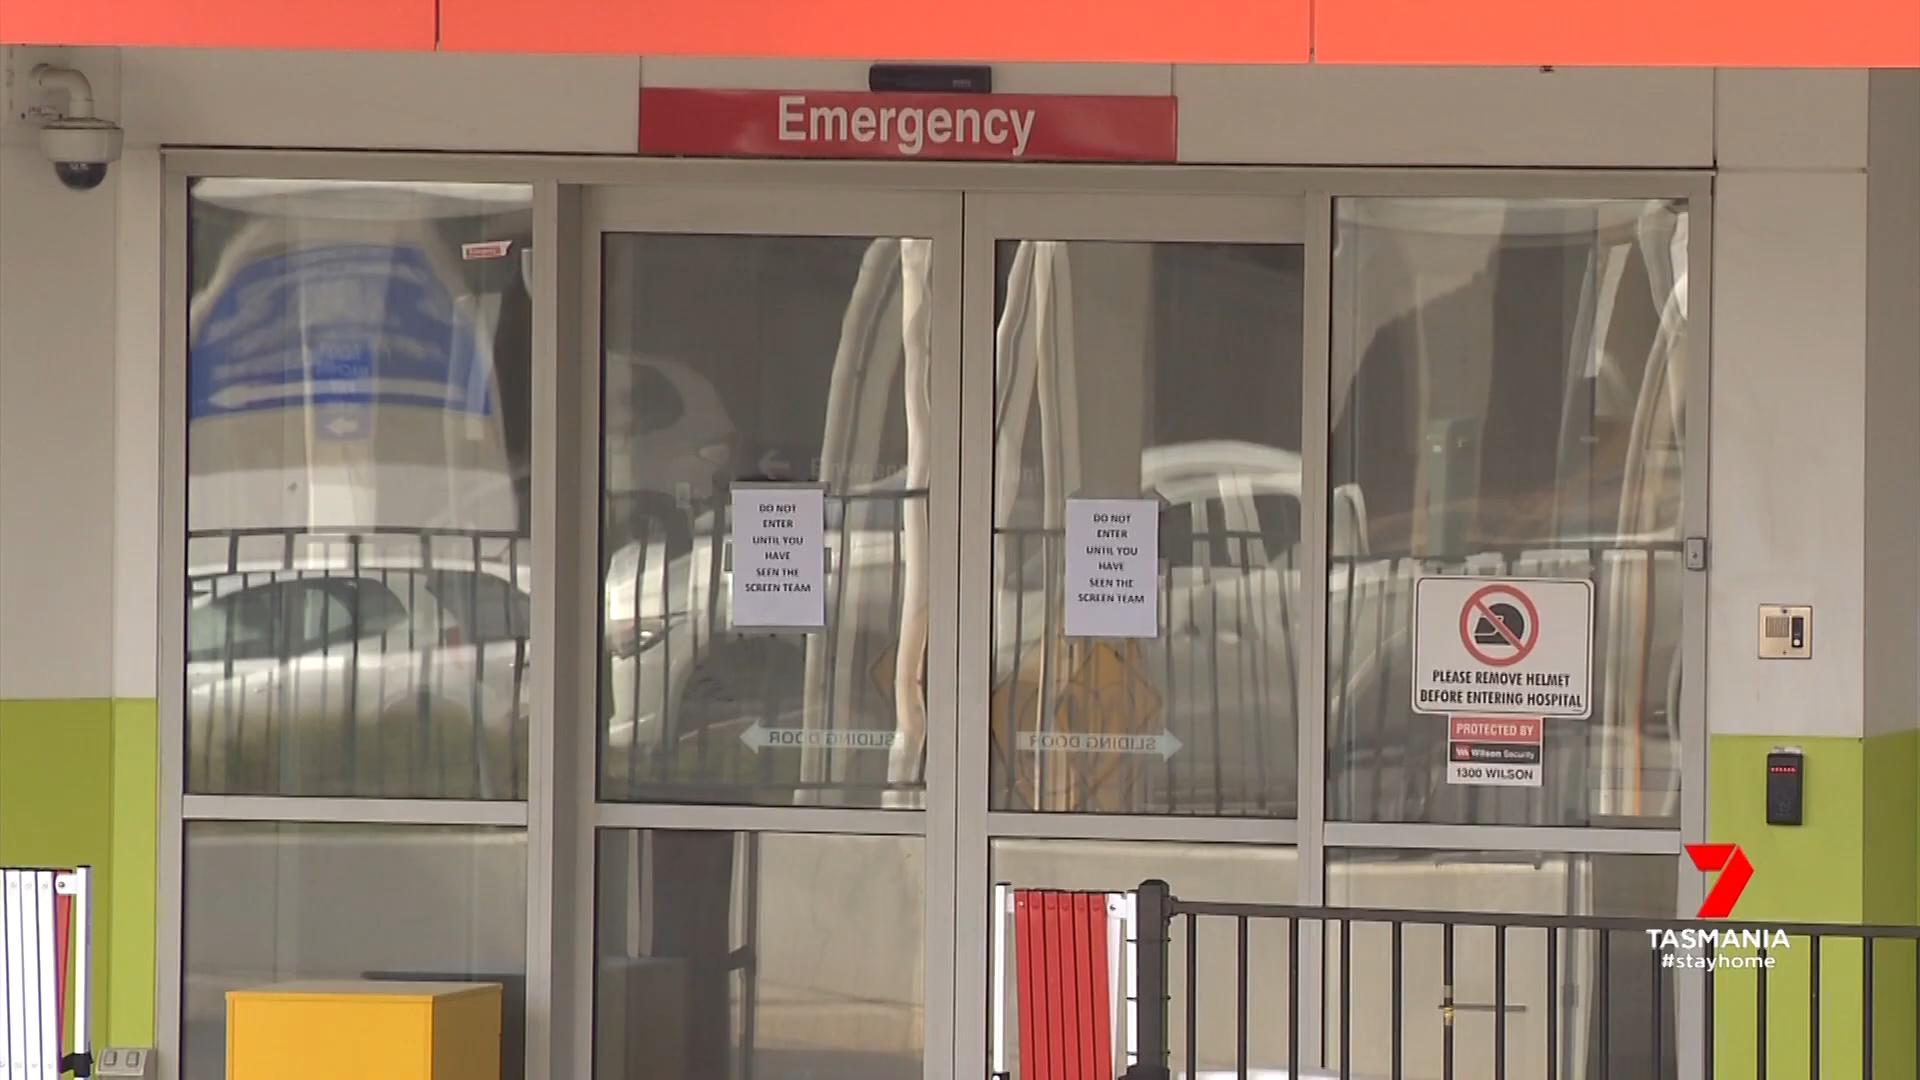 Emergency
DO NOT
ENTER
UNTIL YOU
HAVE
SEEN THE
SCREEN TEAM
DO NOT
ENTER
UNTIL YOU
HAVE
SEEN THE
SCREEN TEAM
SLIDING DOOR
SLIDING DOOR
PLEASE REMOVE HELMET
BEFORE ENTERING HOSPITAL
PROTECTED BY
Wilson Security
1300 WILSON
7
TASMANIA
#stayhome